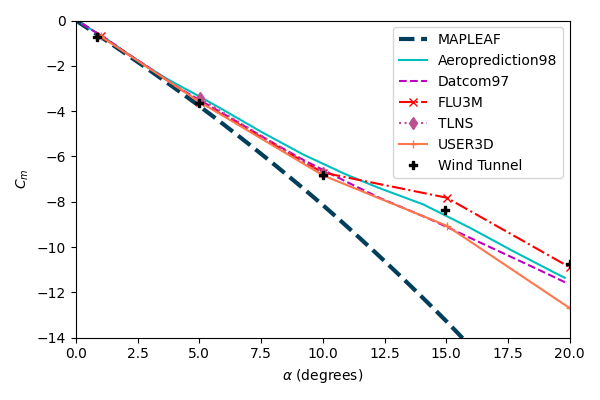 0
−2
−4
−6
−8
−10
−12
−14
C_m
0.0 2.5 5.0 7.5 10.0 12.5 15.0 17.5 20.0
α (degrees)
MAPLEAF
Aeroprediction98
Datcom97
FLU3M
TLNS
USER3D
Wind Tunnel